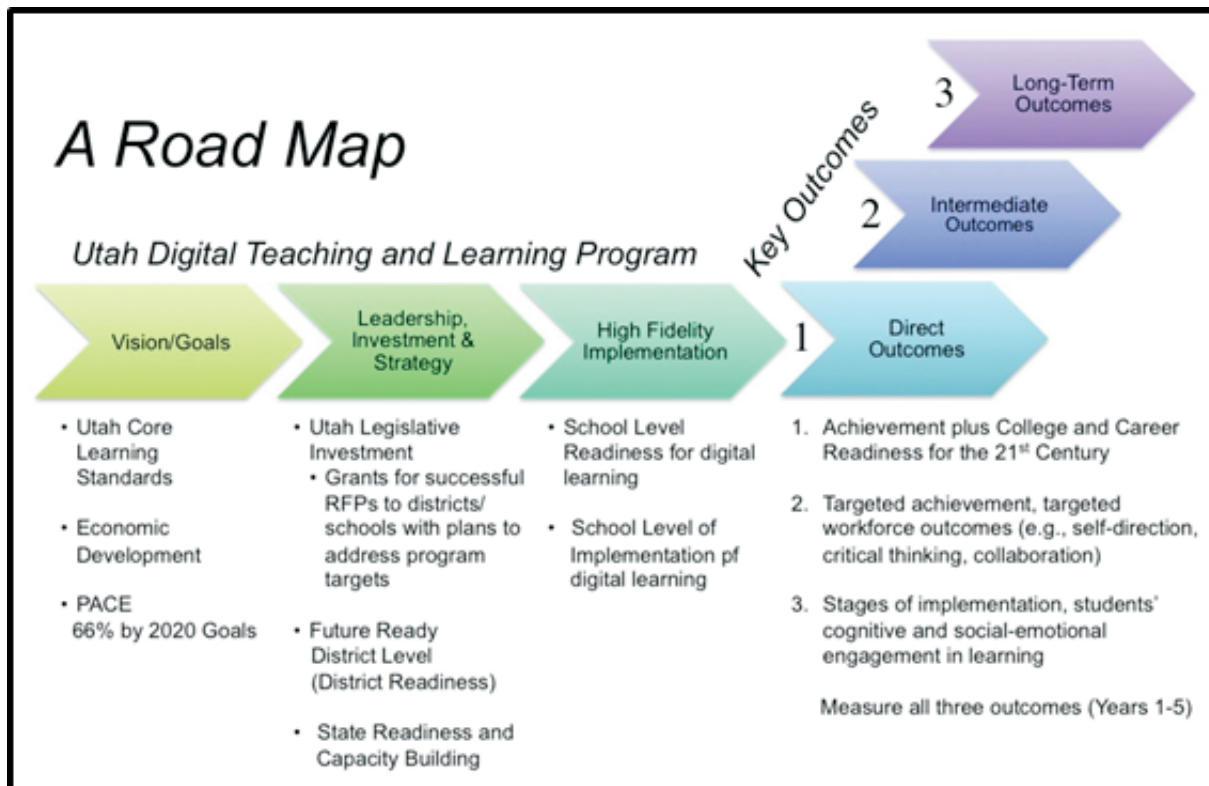 A Road Map
Utah Digital Teaching and Learning Program
Key Outcomes
3
Long-Term
Outcomes
2
Intermediate
Outcomes
1
Direct
Outcomes
Vision/Goals
Leadership,
Investment &
Strategy
High Fidelity
Implementation
• Utah Core
Learning
Standards
• Economic
Development
• PACE
66% by 2020 Goals
• Utah Legislative
Investment
• Grants for successful
RFPs to districts/
schools with plans to
address program
targets
• Future Ready
District Level
(District Readiness)
• State Readiness and
Capacity Building
• School Level
Readiness for digital
learning
• School Level of
Implementation pf
digital learning
1. Achievement plus College and Career
Readiness for the 21st Century
2. Targeted achievement, targeted
workforce outcomes (e.g., self-direction,
critical thinking, collaboration)
3. Stages of implementation, students'
cognitive and social-emotional
engagement in learning
Measure all three outcomes (Years 1-5)